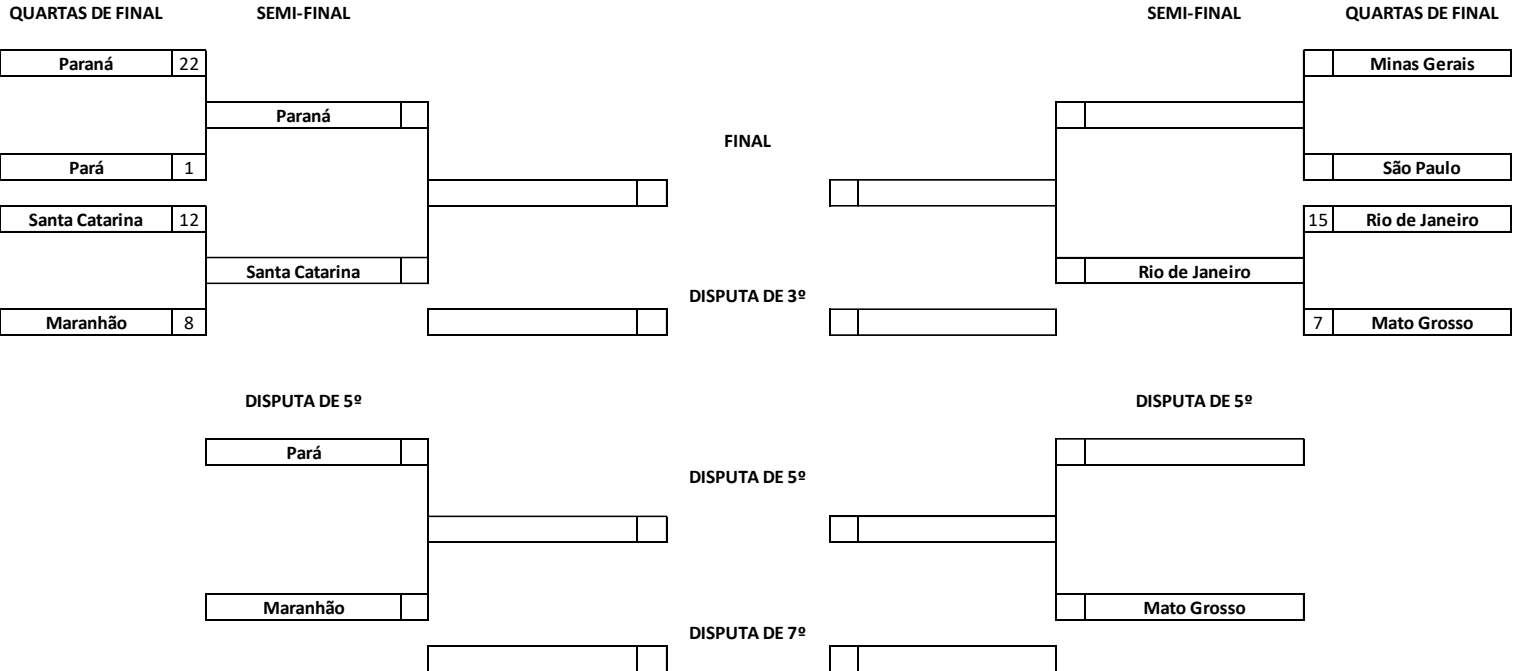 QUARTAS DE FINAL SEMI-FINAL SEMI-FINAL QUARTAS DE FINAL
Paraná 22 Minas Gerais
Paraná
FINAL
Pará 1 São Paulo
Santa Catarina 12 15 Rio de Janeiro
Santa Catarina Rio de Janeiro
DISPUTA DE 3º
Maranhão 8 7 Mato Grosso
DISPUTA DE 5º DISPUTA DE 5º
Pará
DISPUTA DE 5º
Maranhão Mato Grosso
DISPUTA DE 7º